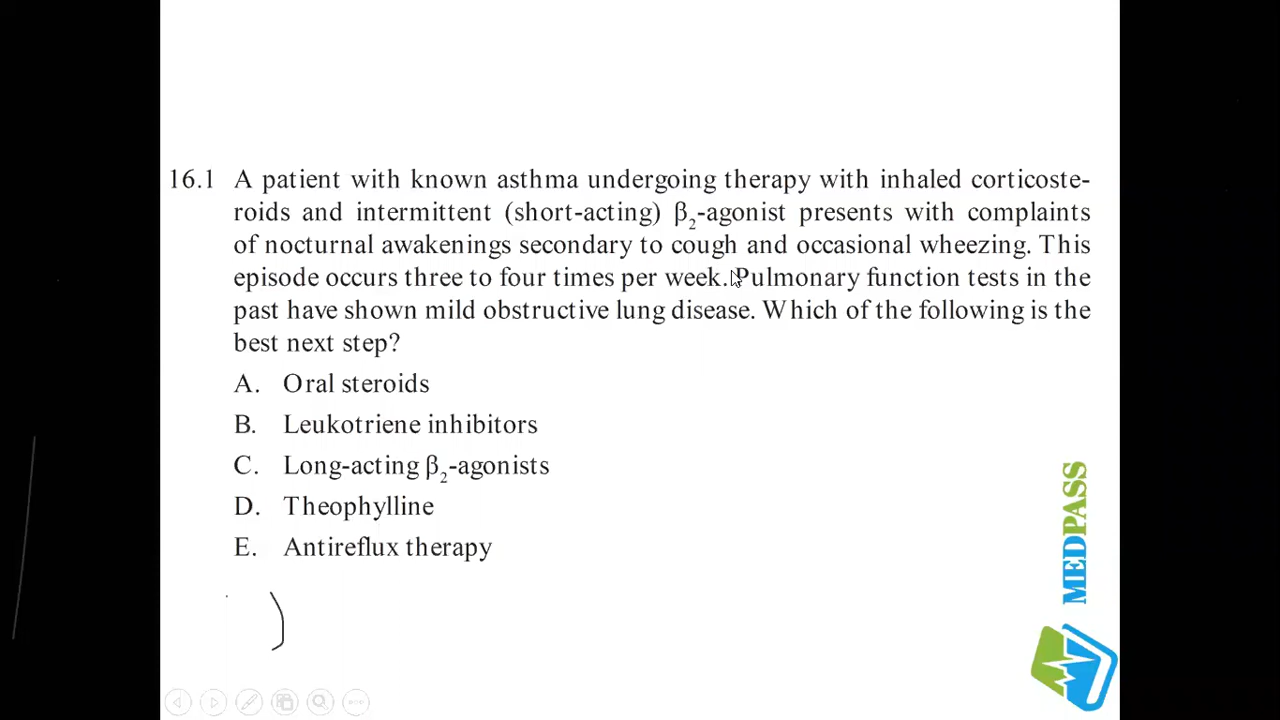 16.1 A patient with known asthma undergoing therapy with inhaled corticoste-
roids and intermittent (short-acting) β₂-agonist presents with complaints
of nocturnal awakenings secondary to cough and occasional wheezing. This
episode occurs three to four times per week. Pulmonary function tests in the
past have shown mild obstructive lung disease. Which of the following is the
best next step?
A. Oral steroids
B. Leukotriene inhibitors
C. Long-acting β₂-agonists
D. Theophylline
E. Antireflux therapy
MEDPASS